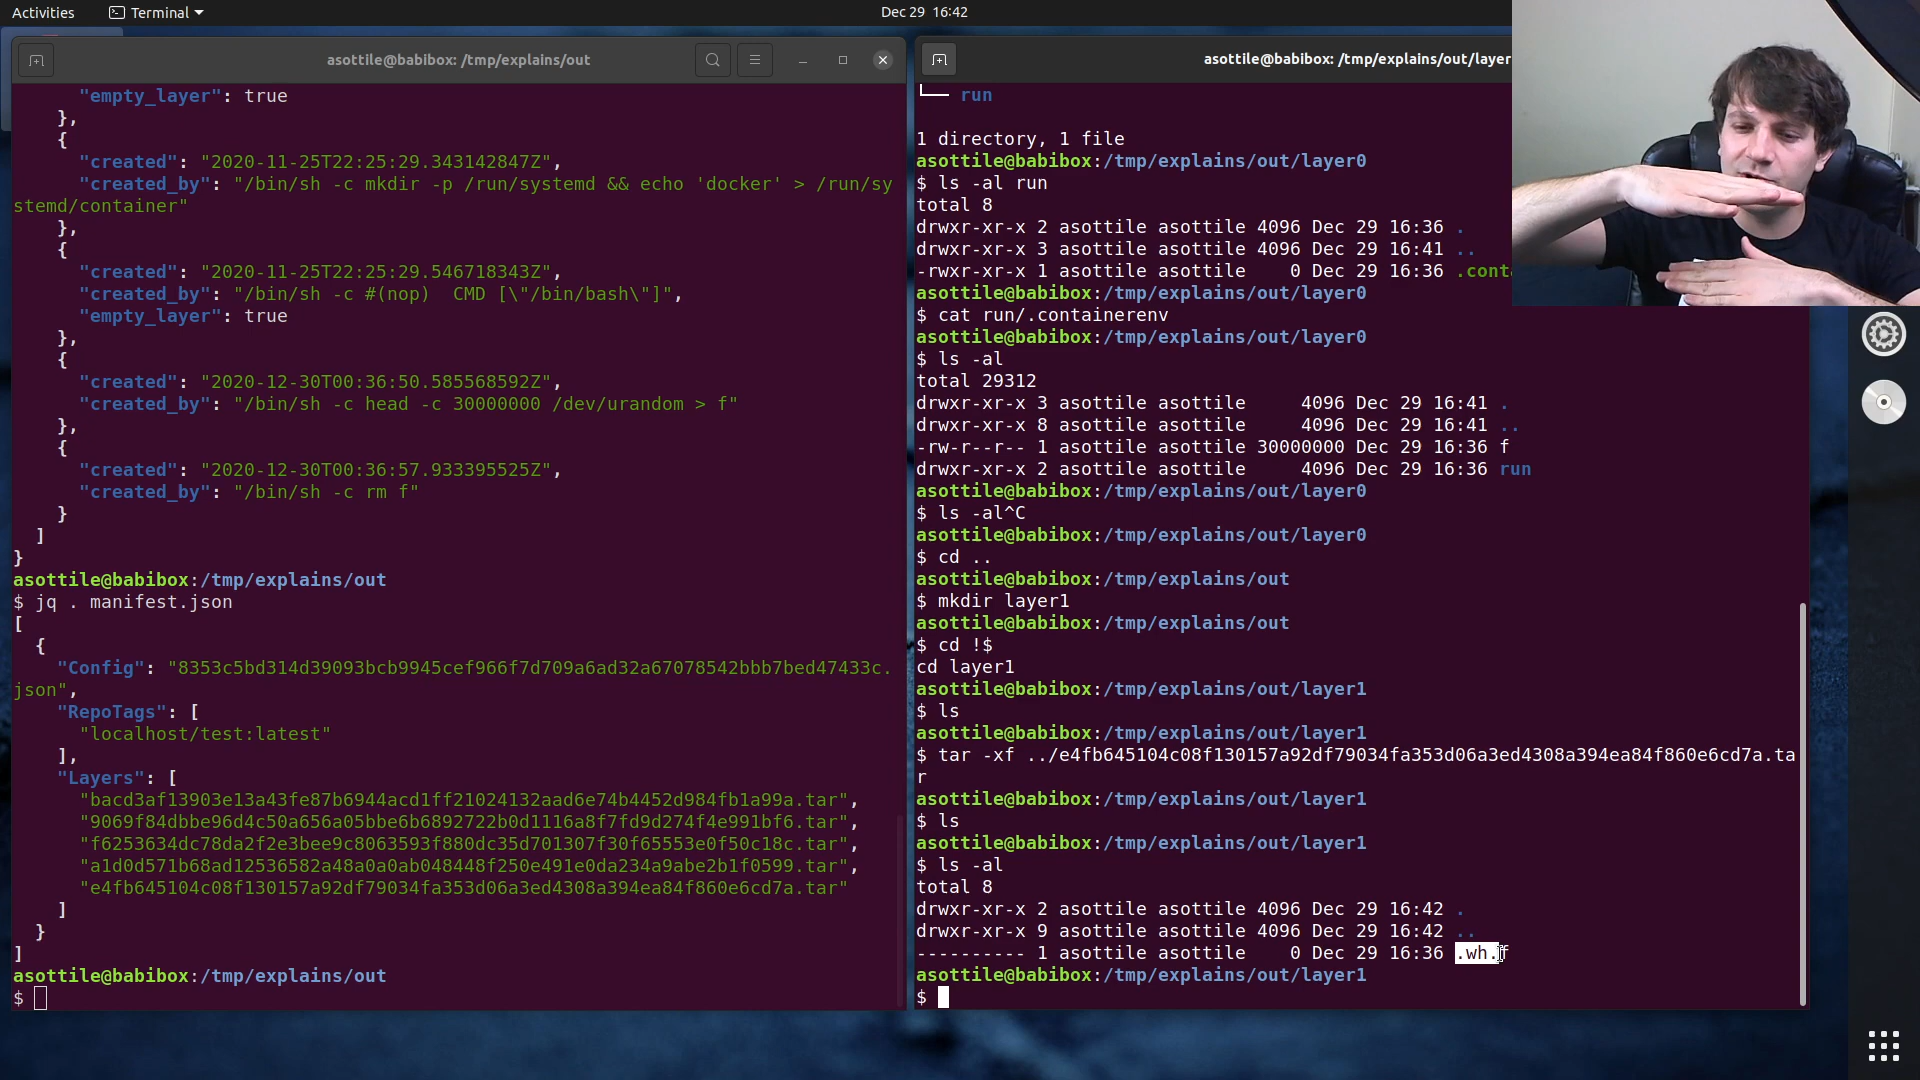 Activities
Terminal
Dec 29 16:42
asottile@babibox: /tmp/explains/out
"empty_layer": true
},
{
"created": "2020-11-25T22:25:29.343142847Z",
"created_by": "/bin/sh -c mkdir -p /run/systemd && echo 'docker' > /run/sy
stemd/container"
},
{
"created": "2020-11-25T22:25:29.546718343Z",
"created_by": "/bin/sh -c #(nop)  CMD [\"/bin/bash\"]",
"empty_layer": true
},
{
"created": "2020-12-30T00:36:50.585568592Z",
"created_by": "/bin/sh -c head -c 30000000 /dev/urandom > f"
},
{
"created": "2020-12-30T00:36:57.933395525Z",
"created_by": "/bin/sh -c rm f"
}
]
}
asottile@babibox:/tmp/explains/out
$ jq . manifest.json
[
{
"Config": "8353c5bd314d39093bcb9945cef966f7d709a6ad32a67078542bbb7bed47433c.
json",
"RepoTags": [
"localhost/test:latest"
],
"Layers": [
"bacd3af13903e13a43fe87b6944acd1ff21024132aad6e74b4452d984fb1a99a.tar",
"9069f84dbbe96d4c50a656a05bbe6b6892722b0d1116a8f7fd9d274f4e991bf6.tar",
"f6253634dc78da2f2e3bee9c8063593f880dc35d701307f30f65553e0f50c18c.tar",
"a1d0d571b68ad12536582a48a0a0ab048448f250e491e0da234a9abe2b1f0599.tar",
"e4fb645104c08f130157a92df79034fa353d06a3ed4308a394ea84f860e6cd7a.tar"
]
}
]
asottile@babibox:/tmp/explains/out
$
asottile@babibox: /tmp/explains/out/layer
└── run
1 directory, 1 file
asottile@babibox:/tmp/explains/out/layer0
$ ls -al run
total 8
drwxr-xr-x 2 asottile asottile 4096 Dec 29 16:36 .
drwxr-xr-x 3 asottile asottile 4096 Dec 29 16:41 ..
-rwxr-xr-x 1 asottile asottile    0 Dec 29 16:36 .cont
asottile@babibox:/tmp/explains/out/layer0
$ cat run/.containerenv
asottile@babibox:/tmp/explains/out/layer0
$ ls -al
total 29312
drwxr-xr-x 3 asottile asottile     4096 Dec 29 16:41 .
drwxr-xr-x 8 asottile asottile     4096 Dec 29 16:41 ..
-rw-r--r-- 1 asottile asottile 30000000 Dec 29 16:36 f
drwxr-xr-x 2 asottile asottile     4096 Dec 29 16:36 run
asottile@babibox:/tmp/explains/out/layer0
$ ls -al^C
asottile@babibox:/tmp/explains/out/layer0
$ cd ..
asottile@babibox:/tmp/explains/out
$ mkdir layer1
asottile@babibox:/tmp/explains/out
$ cd !$
cd layer1
asottile@babibox:/tmp/explains/out/layer1
$ ls
asottile@babibox:/tmp/explains/out/layer1
$ tar -xf ../e4fb645104c08f130157a92df79034fa353d06a3ed4308a394ea84f860e6cd7a.ta
r
asottile@babibox:/tmp/explains/out/layer1
$ ls
asottile@babibox:/tmp/explains/out/layer1
$ ls -al
total 8
drwxr-xr-x 2 asottile asottile 4096 Dec 29 16:42 .
drwxr-xr-x 9 asottile asottile 4096 Dec 29 16:42 ..
---------- 1 asottile asottile    0 Dec 29 16:36 .wh.f
asottile@babibox:/tmp/explains/out/layer1
$